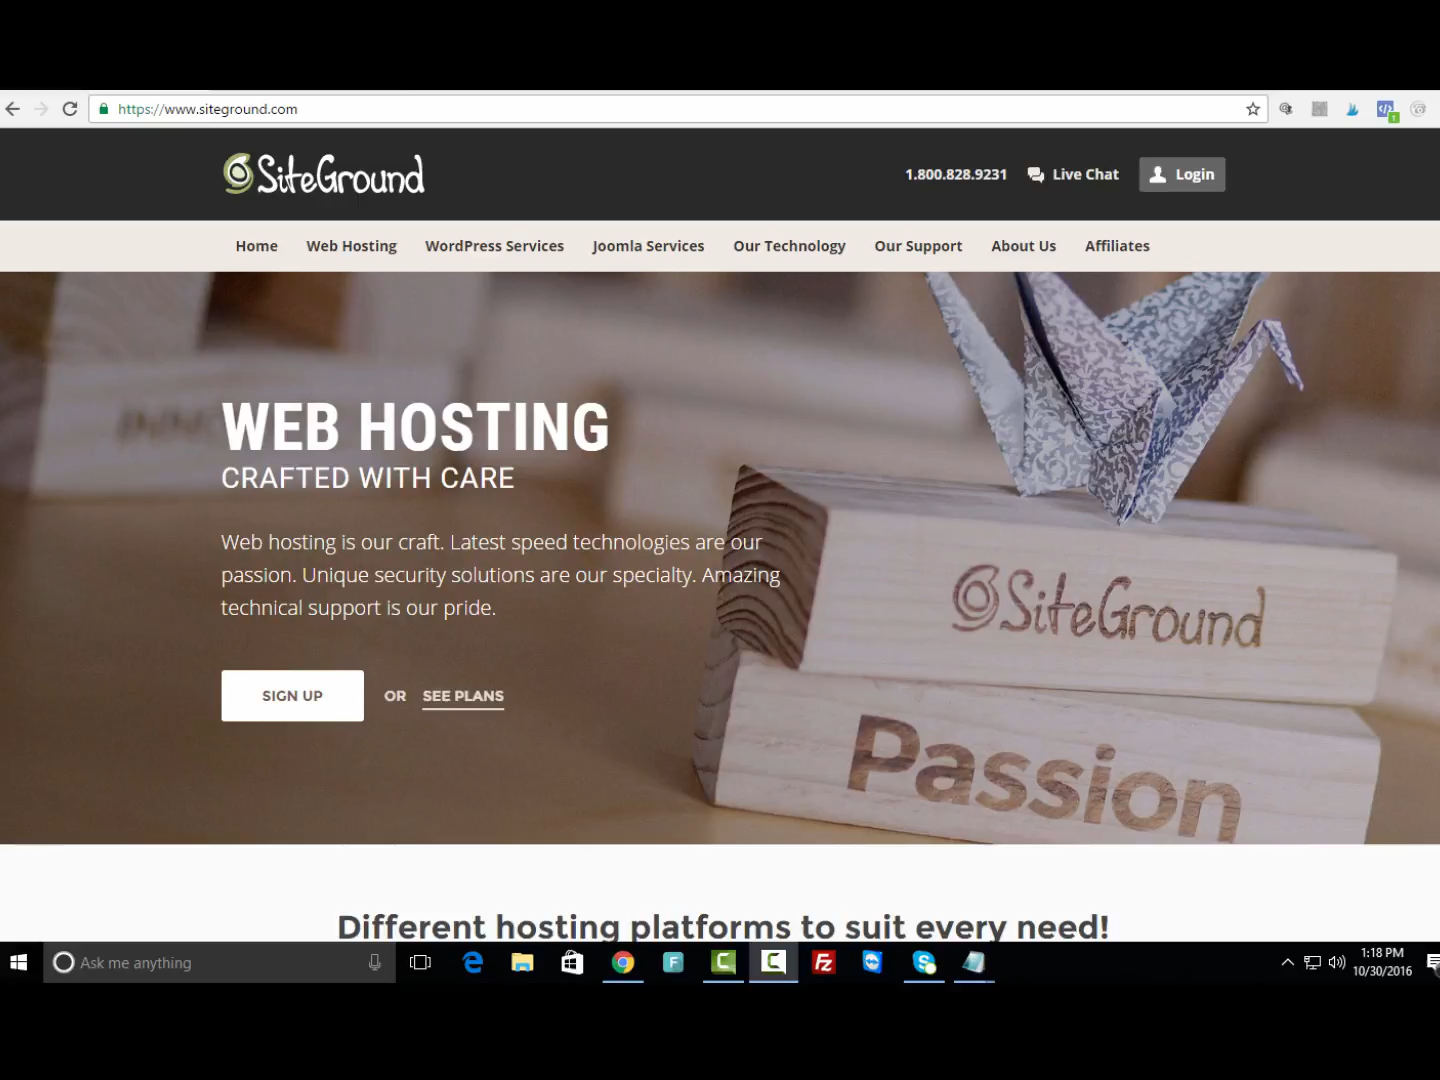 https://www.siteground.com
SiteGround
1.800.828.9231
Live Chat
Login
Home
Web Hosting
WordPress Services
Joomla Services
Our Technology
Our Support
About Us
Affiliates
WEB HOSTING
CRAFTED WITH CARE
Web hosting is our craft. Latest speed technologies are our
passion. Unique security solutions are our specialty. Amazing
technical support is our pride.
SIGN UP
OR
SEE PLANS
SiteGround
Passion
Different hosting platforms to suit every need!
Ask me anything
1:18 PM
10/30/2016